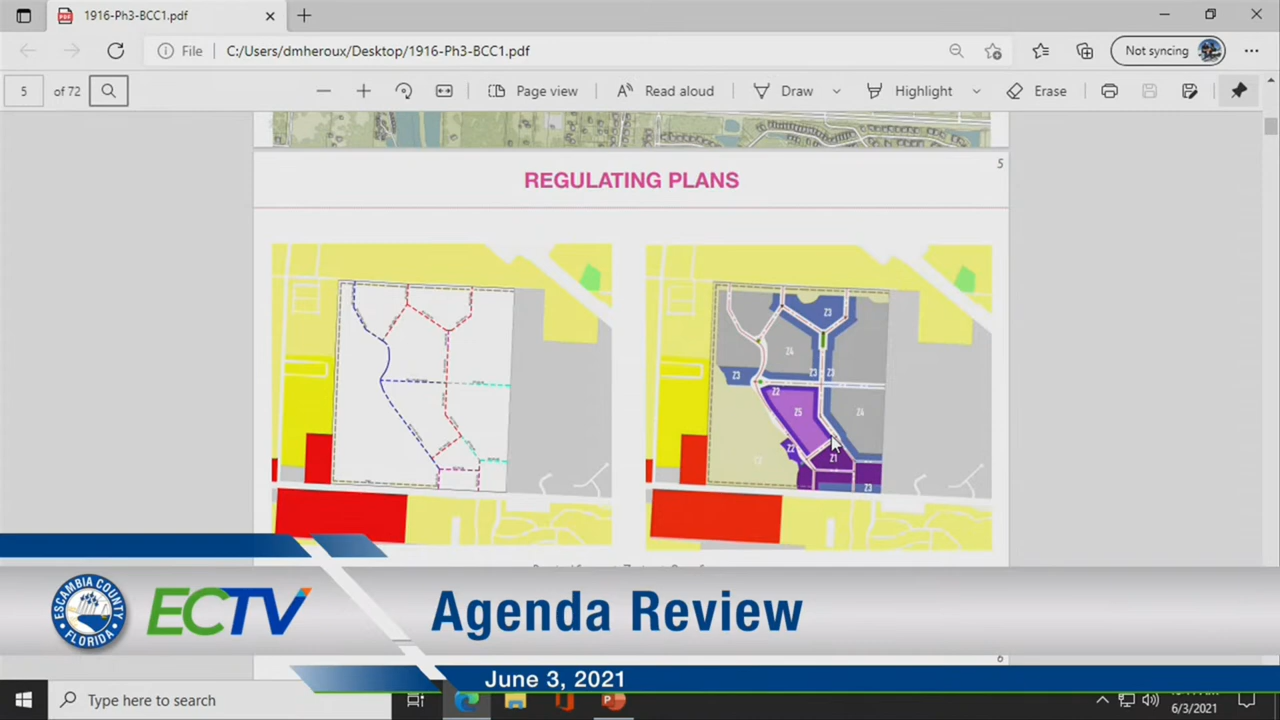 1916-Ph3-BCC1.pdf
File C:/Users/dmheroux/Desktop/1916-Ph3-BCC1.pdf
Not syncing
5 of 72
Page view
Read aloud
Draw
Highlight
Erase
5
REGULATING PLANS
Z3
Z4
Z3
Z3
Z3
Z2
Z5
Z4
Z2
Z1
Z3
ESCAMBIA COUNTY
FLORIDA
ECTV
Agenda Review
June 3, 2021
6
Type here to search
6/3/2021